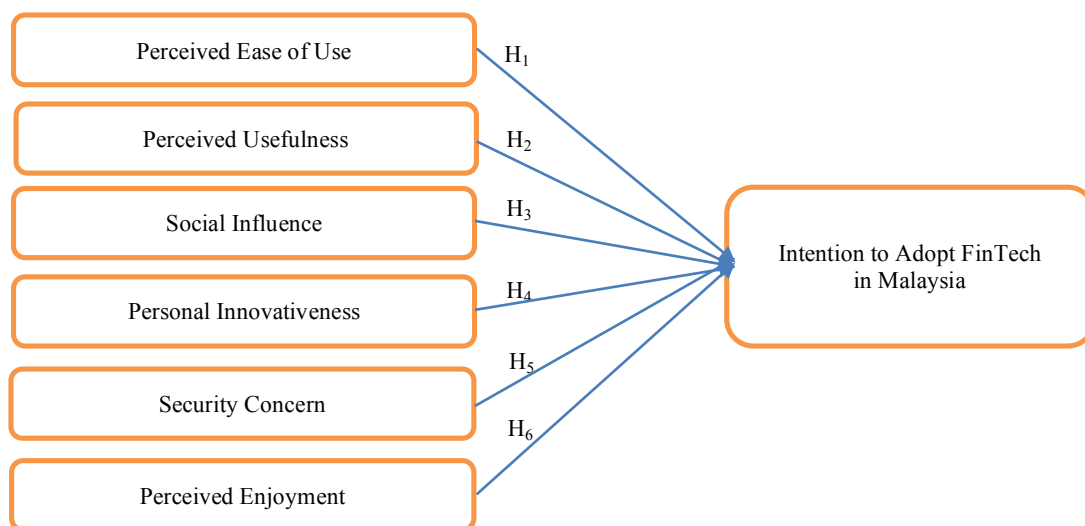 Perceived Ease of Use
H₁
Perceived Usefulness
H₂
Social Influence
H₃
Personal Innovativeness
H₄
Security Concern
H₅
Perceived Enjoyment
H₆
Intention to Adopt FinTech
in Malaysia